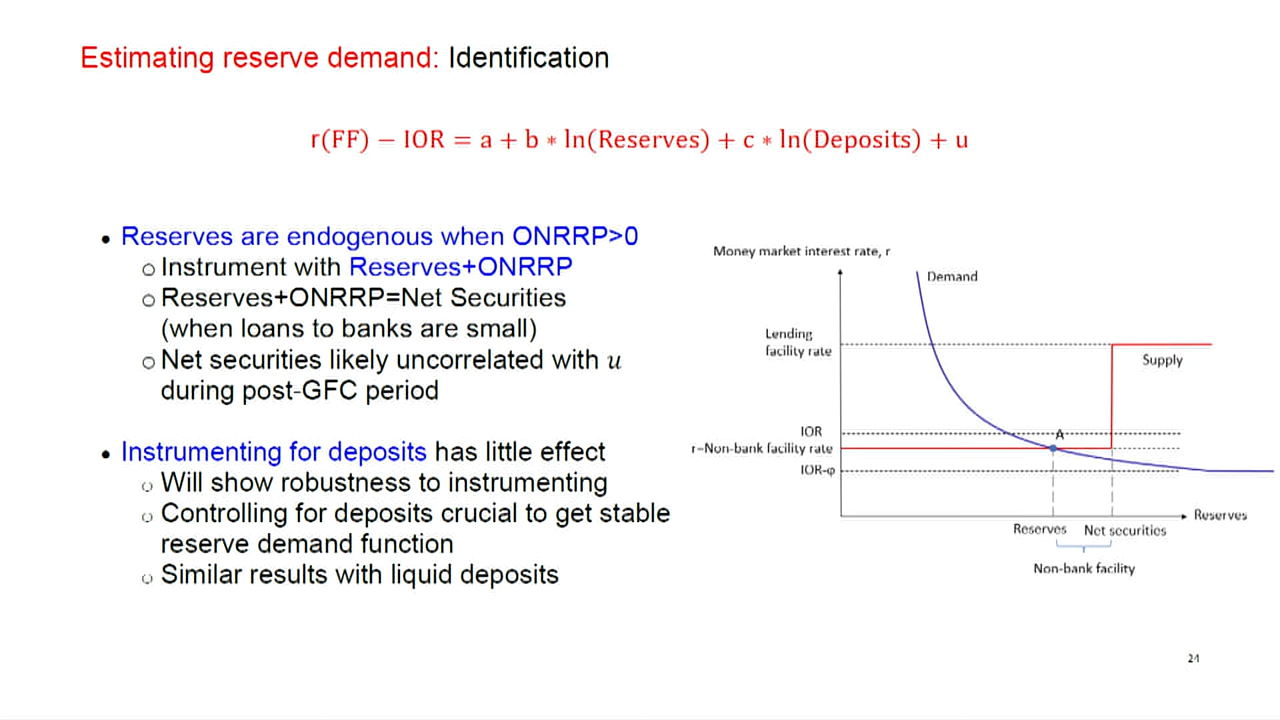 Estimating reserve demand: Identification
r(FF) − IOR = a + b ∗ ln(Reserves) + c ∗ ln(Deposits) + u
• Reserves are endogenous when ONRRP>0
o Instrument with Reserves+ONRRP
o Reserves+ONRRP=Net Securities
(when loans to banks are small)
o Net securities likely uncorrelated with u
during post-GFC period
• Instrumenting for deposits has little effect
o Will show robustness to instrumenting
o Controlling for deposits crucial to get stable
reserve demand function
o Similar results with liquid deposits
Money market interest rate, r
Demand
Lending
facility rate
Supply
IOR
A
r=Non-bank facility rate
IOR-φ
Reserves
Reserves
Net securities
Non-bank facility
24